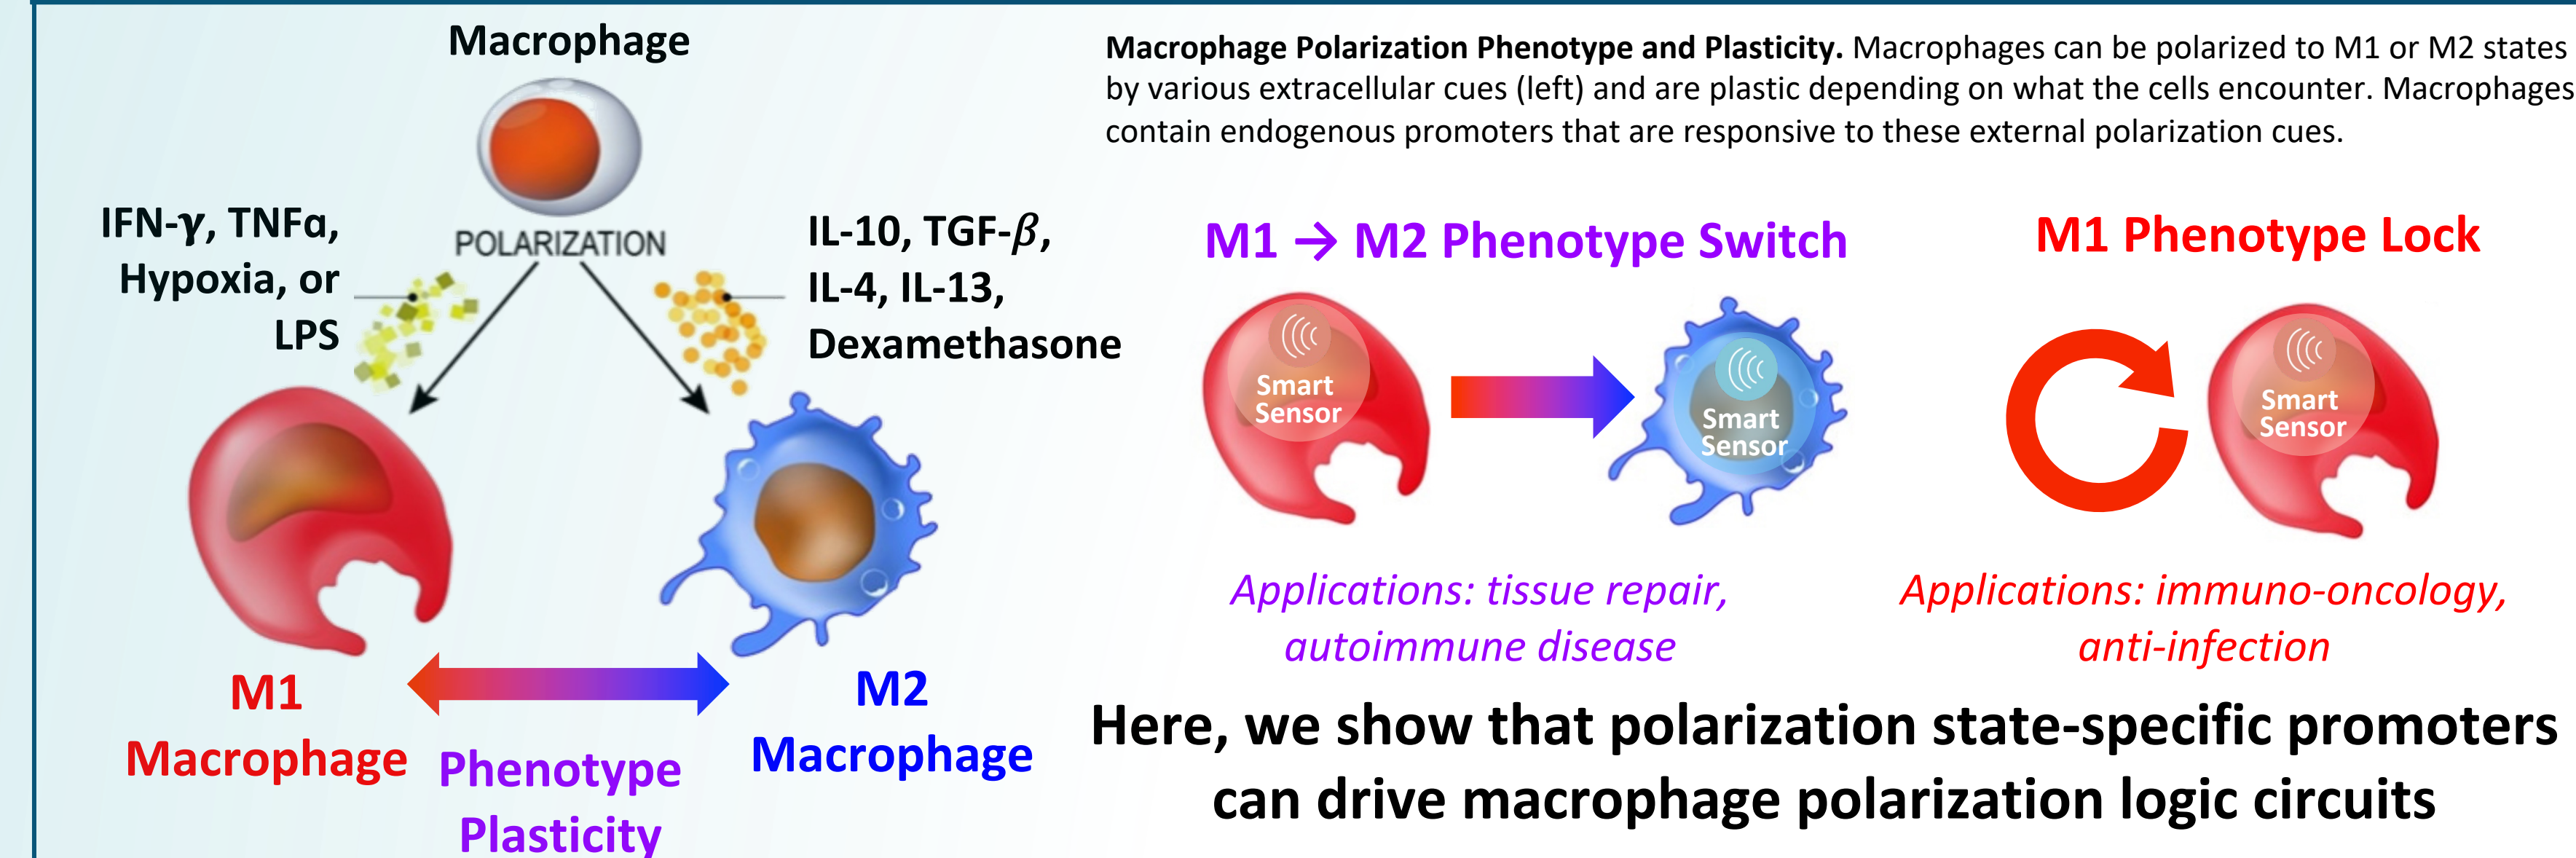 Macrophage
POLARIZATION
IFN-γ, TNFα,
Hypoxia, or
LPS
IL-10, TGF-β,
IL-4, IL-13,
Dexamethasone
M1
Macrophage
Phenotype
Plasticity
M2
Macrophage
Macrophage Polarization Phenotype and Plasticity. Macrophages can be polarized to M1 or M2 states
by various extracellular cues (left) and are plastic depending on what the cells encounter. Macrophages
contain endogenous promoters that are responsive to these external polarization cues.
M1 → M2 Phenotype Switch
Smart
Sensor
Smart
Sensor
Applications: tissue repair,
autoimmune disease
M1 Phenotype Lock
Smart
Sensor
Applications: immuno-oncology,
anti-infection
Here, we show that polarization state-specific promoters
can drive macrophage polarization logic circuits